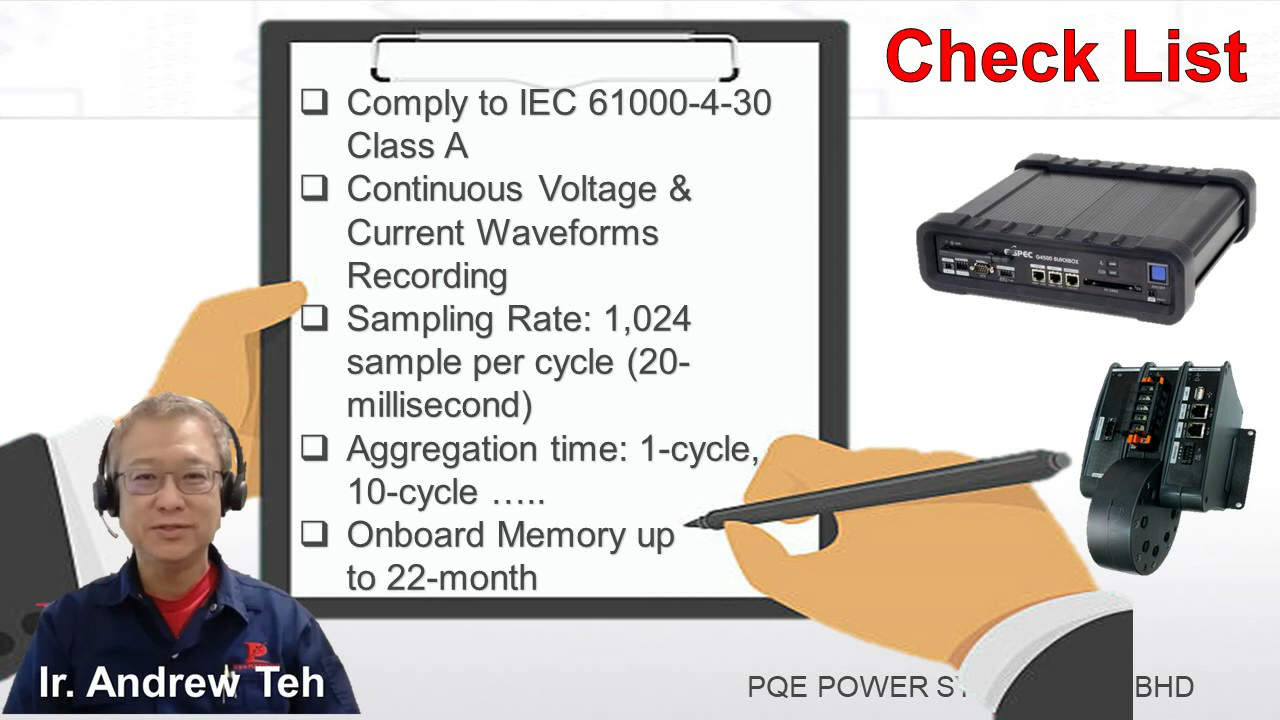 Check List
❑ Comply to IEC 61000-4-30
Class A
❑ Continuous Voltage &
Current Waveforms
Recording
❑ Sampling Rate: 1,024
sample per cycle (20-
millisecond)
❑ Aggregation time: 1-cycle,
10-cycle …..
❑ Onboard Memory up
to 22-month
G4500 BLACKBOX
Ir. Andrew Teh
PQE POWER BHD